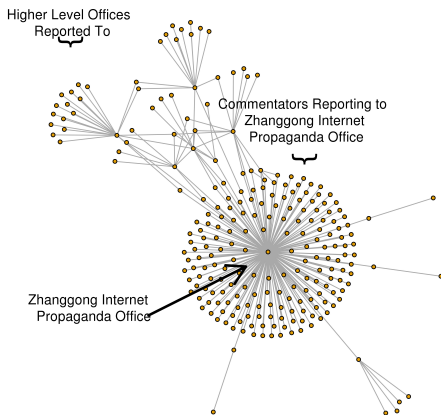 Higher Level Offices
Reported To
Commentators Reporting to
Zhanggong Internet
Propaganda Office
Zhanggong Internet
Propaganda Office